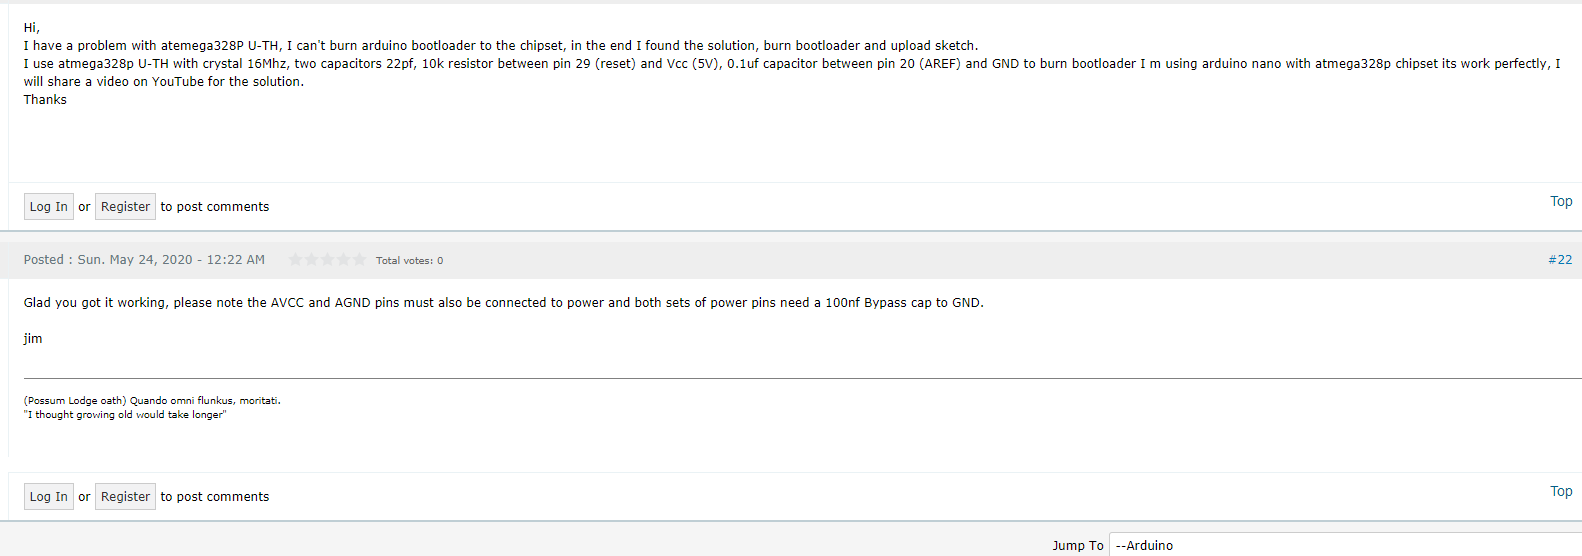 Hi,
I have a problem with atemega328P U-TH, I can't burn arduino bootloader to the chipset, in the end I found the solution, burn bootloader and upload sketch.
I use atmega328p U-TH with crystal 16Mhz, two capacitors 22pf, 10k resistor between pin 29 (reset) and Vcc (5V), 0.1uf capacitor between pin 20 (AREF) and GND to burn bootloader I m using arduino nano with atmega328p chipset its work perfectly, I
will share a video on YouTube for the solution.
Thanks
Log In or Register to post comments
Top
Posted : Sun. May 24, 2020 - 12:22 AM Total votes: 0
#22
Glad you got it working, please note the AVCC and AGND pins must also be connected to power and both sets of power pins need a 100nf Bypass cap to GND.
jim
(Possum Lodge oath) Quando omni flunkus, moritati.
"I thought growing old would take longer"
Log In or Register to post comments
Top
Jump To --Arduino